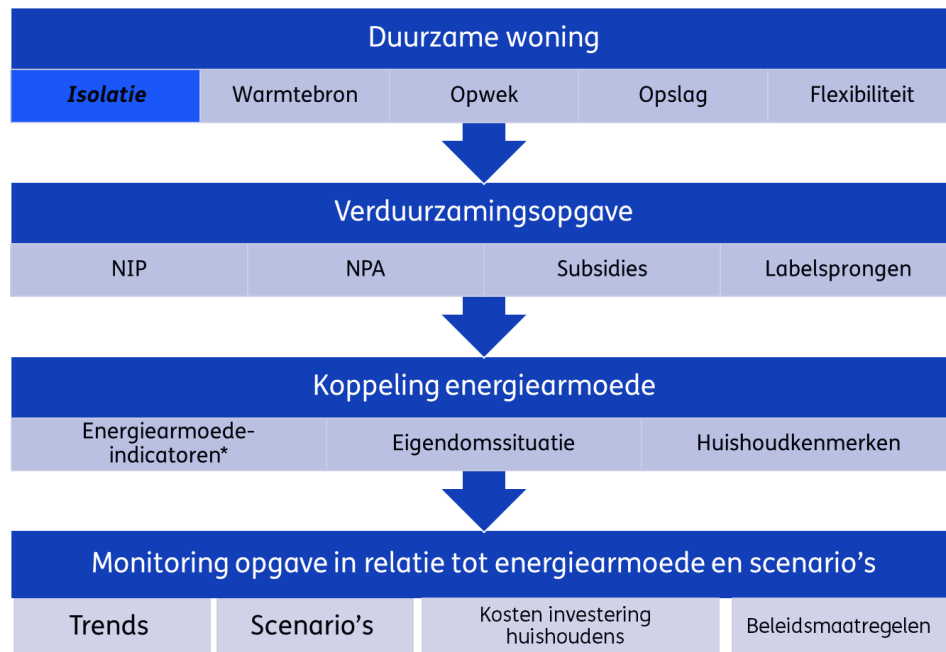 Duurzame woning
Isolatie Warmtebron Opwek Opslag Flexibiliteit
Verduurzamingsopgave
NIP NPA Subsidies Labelsprongen
Koppeling energiearmoede
Energiearmoede-
indicatoren* Eigendomssituatie Huishoudkenmerken
Monitoring opgave in relatie tot energiearmoede en scenario’s
Trends Scenario’s Kosten investering
huishoudens Beleidsmaatregelen